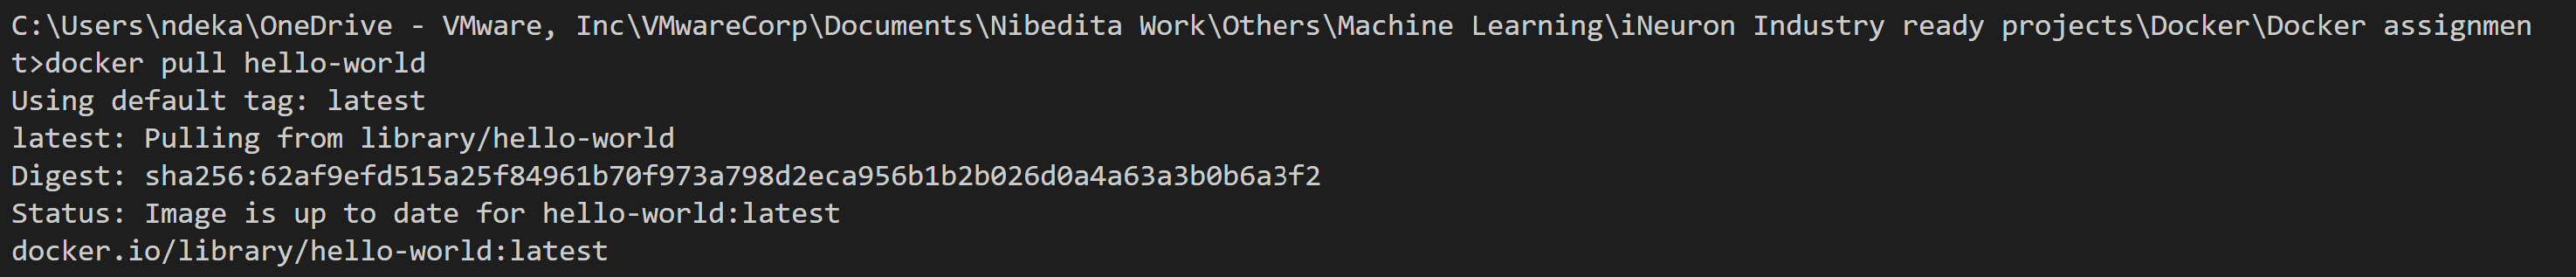 C:\Users\ndeka\OneDrive - VMware, Inc\VMwareCorp\Documents\Nibedita Work\Others\Machine Learning\iNeuron Industry ready projects\Docker\Docker assignmen
t>docker pull hello-world
Using default tag: latest
latest: Pulling from library/hello-world
Digest: sha256:62af9efd515a25f84961b70f973a798d2eca956b1b2b026d0a4a63a3b0b6a3f2
Status: Image is up to date for hello-world:latest
docker.io/library/hello-world:latest